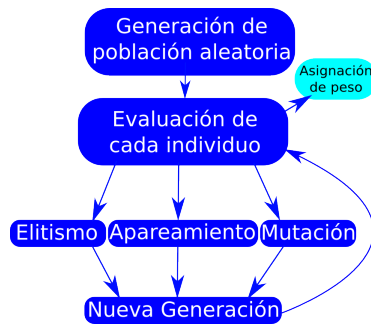 Generación de
población aleatoria
Asignación
de peso
Evaluación de
cada individuo
Elitismo
Apareamiento
Mutación
Nueva Generación